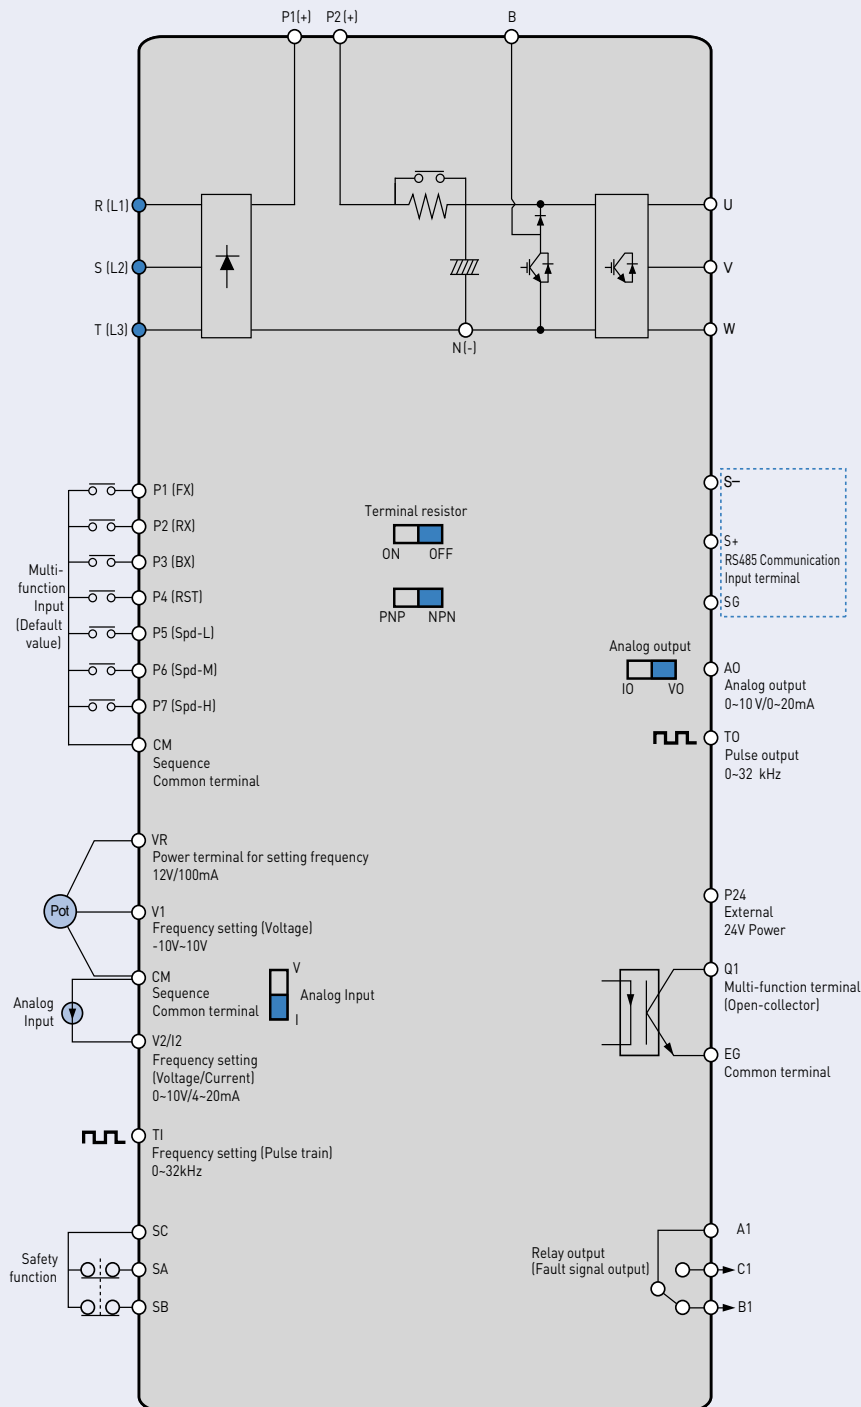 P1(+)
P2 (+)
B
R (L1)
S (L2)
T (L3)
N (-)
U
V
W
Multi-
function
Input
(Default
value)
P1 (FX)
P2 (RX)
P3 (BX)
P4 (RST)
P5 (Spd-L)
P6 (Spd-M)
P7 (Spd-H)
CM
Sequence
Common terminal
Terminal resistor
ON OFF
PNP NPN
S−
S+
RS485 Communication
Input terminal
SG
Analog output
IO VO
AO
Analog output
0~10 V/0~20mA
TO
Pulse output
0~32 kHz
Pot
VR
Power terminal for setting frequency
12V/100mA
V1
Frequency setting (Voltage)
-10V~10V
CM
Sequence
Common terminal
V
Analog Input
I
Analog
Input
V2/I2
Frequency setting
(Voltage/Current)
0~10V/4~20mA
TI
Frequency setting (Pulse train)
0~32kHz
P24
External
24V Power
Q1
Multi-function terminal
(Open-collector)
EG
Common terminal
Safety
function
SC
SA
SB
Relay output
(Fault signal output)
A1
C1
B1